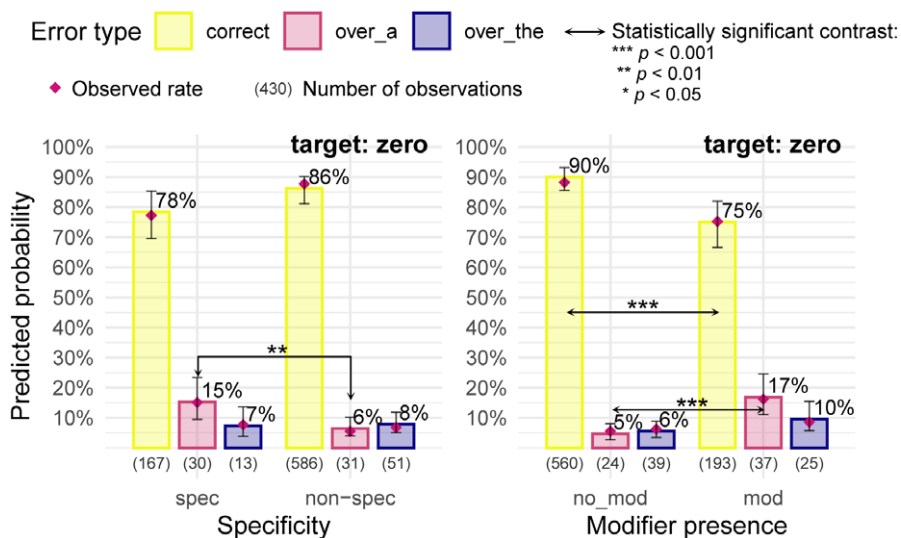 Error type correct over_a over_the Statistically significant contrast:
*** p < 0.001
Observed rate (430) Number of observations ** p < 0.01
* p < 0.05
Predicted probability
100%
90%
80%
70%
60%
50%
40%
30%
20%
10%
target: zero
78%
15%
7%
86%
6%
8%
**
(167) (30) (13) (586) (31) (51)
spec non-spec
Specificity
100%
90%
80%
70%
60%
50%
40%
30%
20%
10%
target: zero
90%
5%
6%
75%
17%
10%
***
***
(560) (24) (39) (193) (37) (25)
no_mod mod
Modifier presence